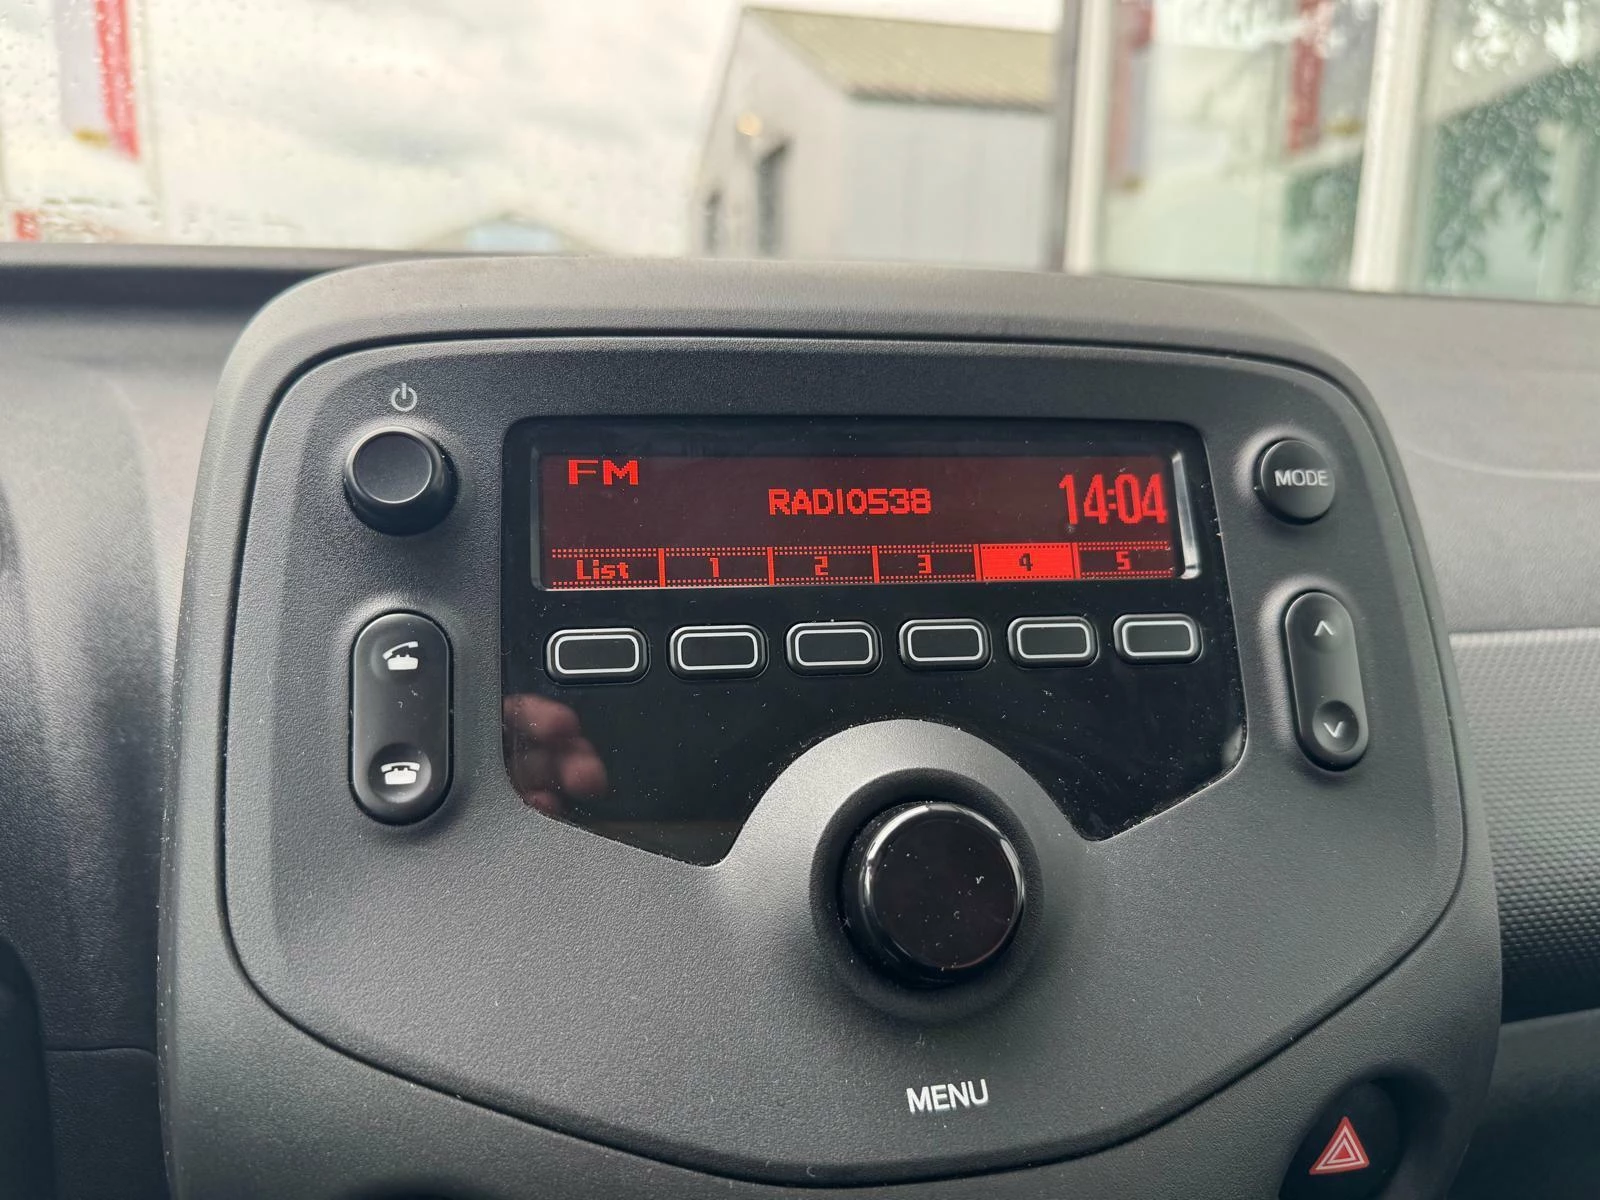 FM
RADIO538
14:04
List 1 2 3 4 5
MODE
MENU